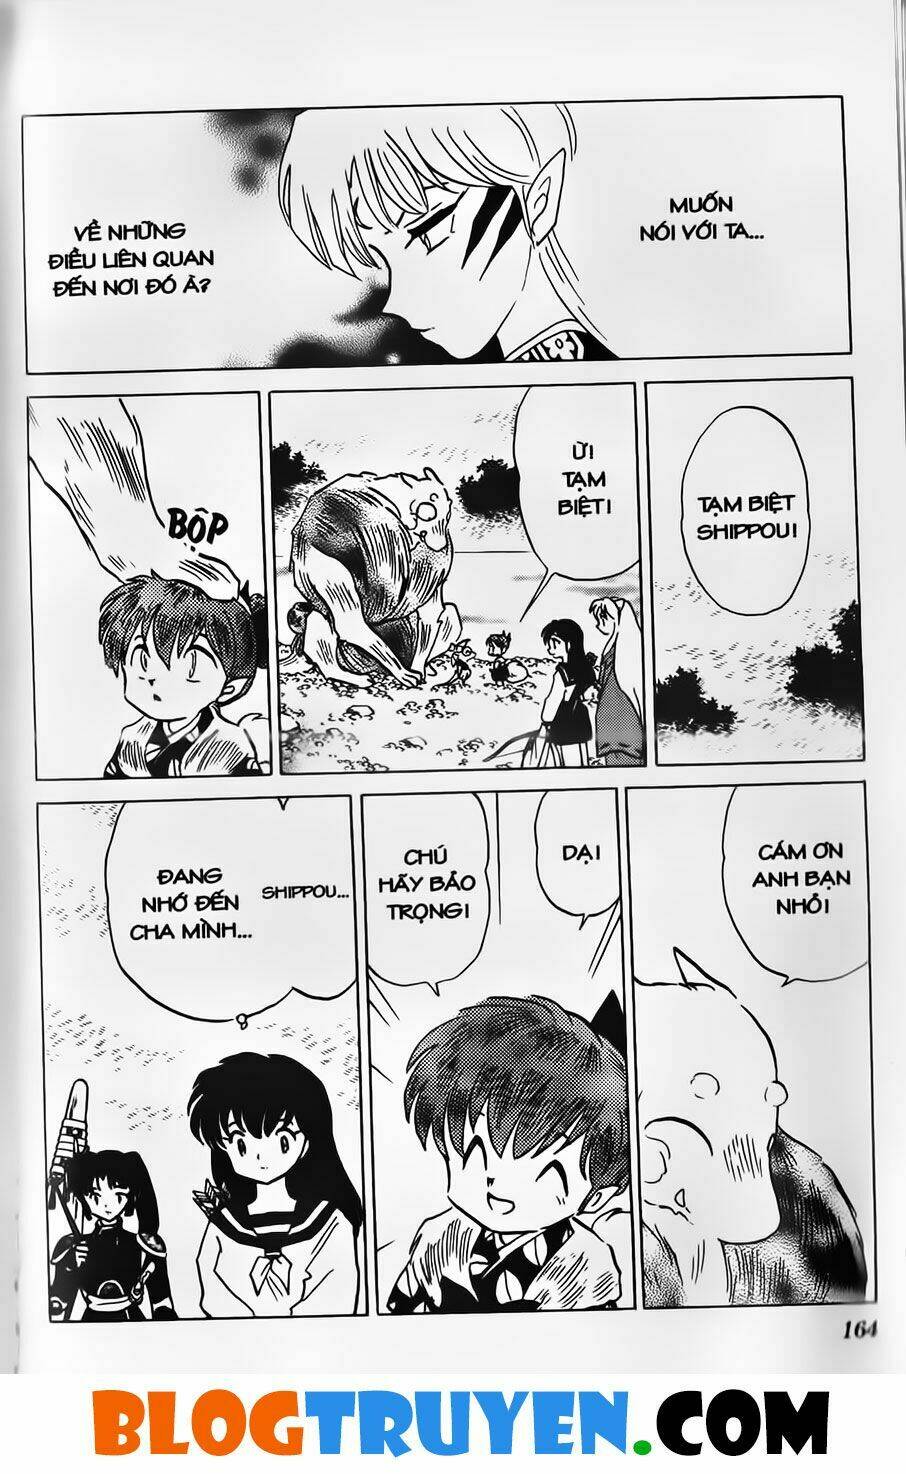 MUỐN
NÓI VỚI TA...
VỀ NHỮNG
ĐIỀU LIÊN QUAN
ĐẾN NƠI ĐÓ À?
TẠM BIỆT
SHIPPOU!
Ừ!
TẠM
BIỆT!
BỘP
CÁM ƠN
ANH BẠN
NHỎ!
DẠ!
CHÚ
HÃY BẢO
TRỌNG!
SHIPPOU...
ĐANG
NHỚ ĐẾN
CHA MÌNH...
164
BLOGTRUYEN.COM